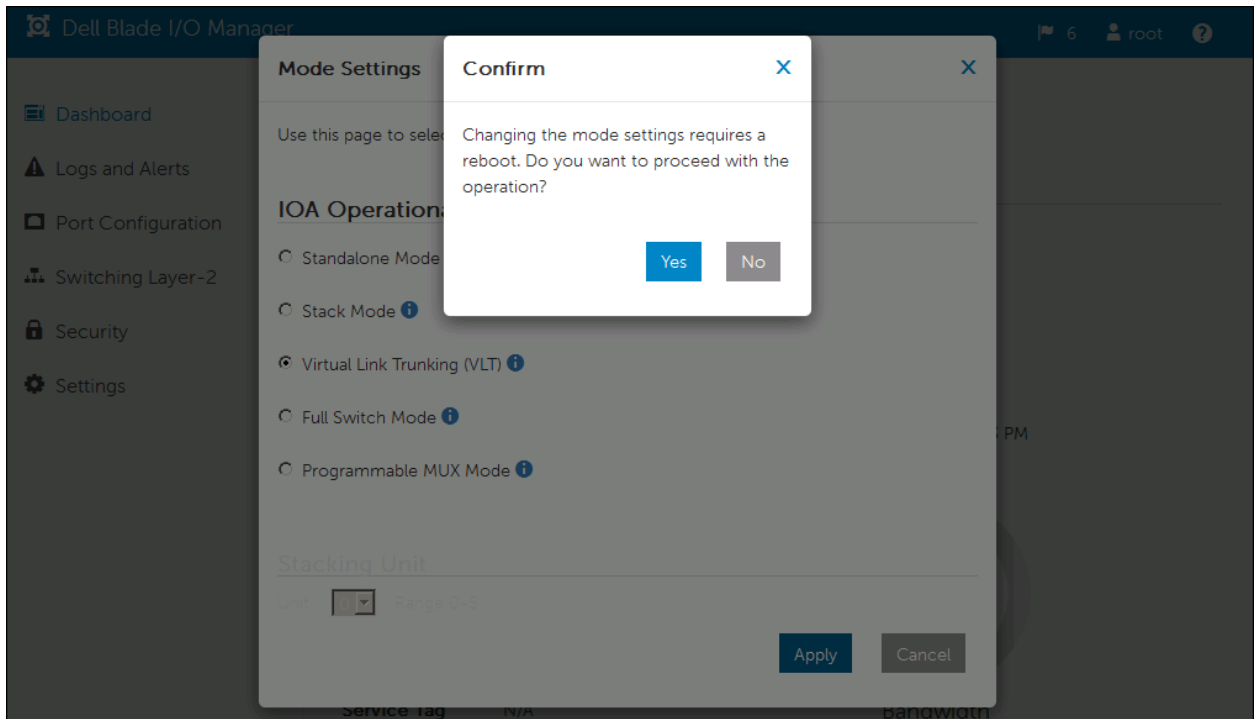 Dell Blade I/O Manager
6 root ?
Dashboard
Logs and Alerts
Port Configuration
Switching Layer-2
Security
Settings
Mode Settings
X
Use this page to selec
IOA Operationa
Standalone Mode
Stack Mode i
Virtual Link Trunking (VLT) i
Full Switch Mode i
Programmable MUX Mode i
Stacking Unit
Unit 0 Range 0-5
Apply Cancel
Confirm X
Changing the mode settings requires a
reboot. Do you want to proceed with the
operation?
Yes No
PM
Service Tag N/A
Bandwidth